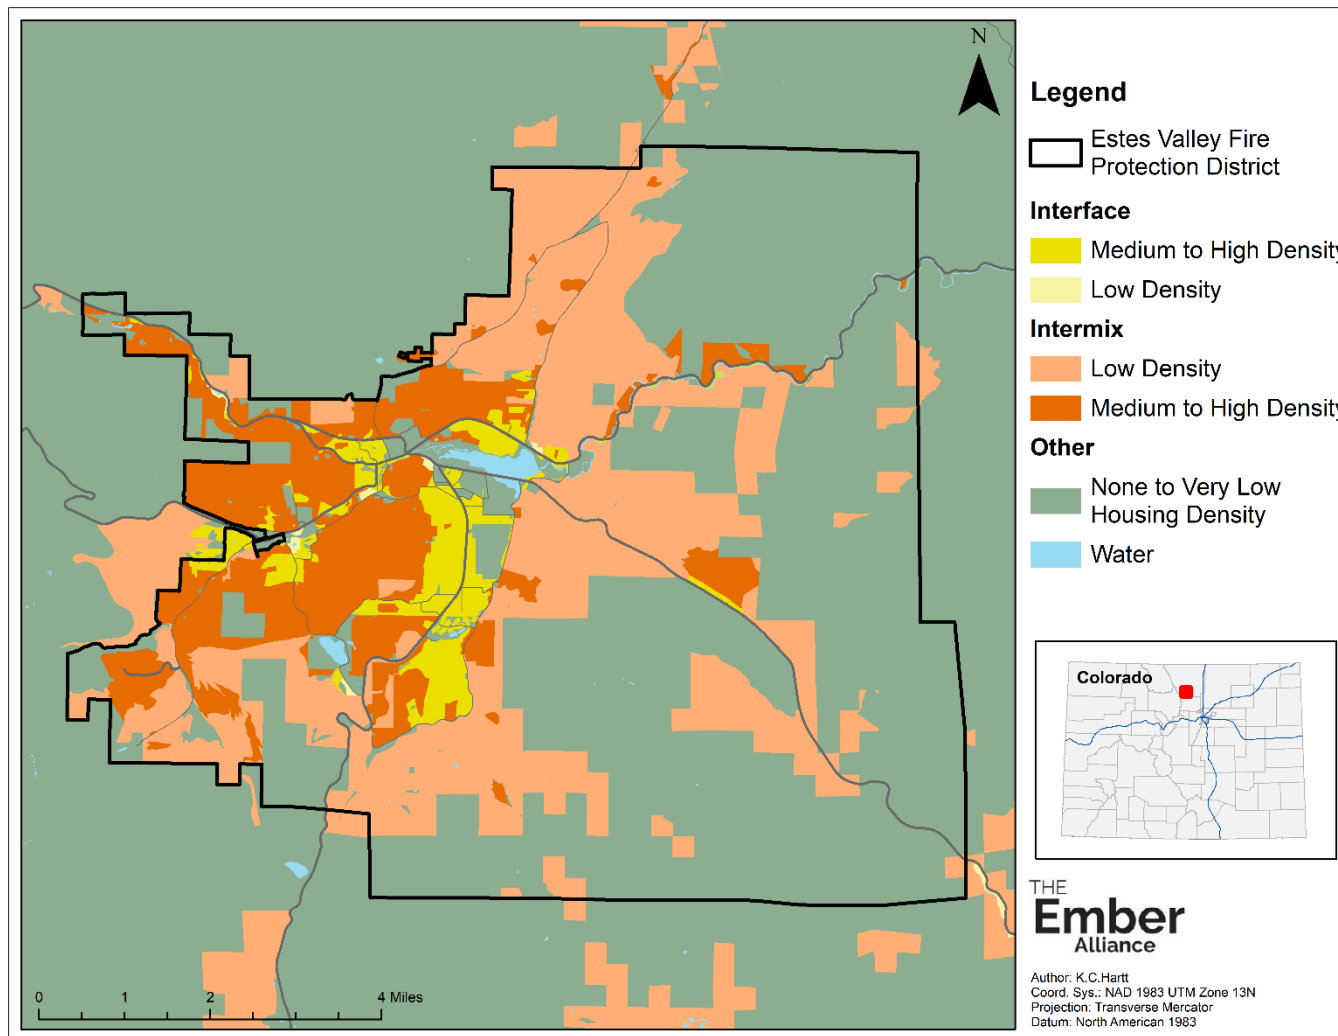 N
Legend
Estes Valley Fire
Protection District
Interface
Medium to High Density
Low Density
Intermix
Low Density
Medium to High Density
Other
None to Very Low
Housing Density
Water
Colorado
THE
Ember
Alliance
Author: K.C.Hartt
Coord. Sys.: NAD 1983 UTM Zone 13N
Projection: Transverse Mercator
Datum: North American 1983
0 1 2 4 Miles